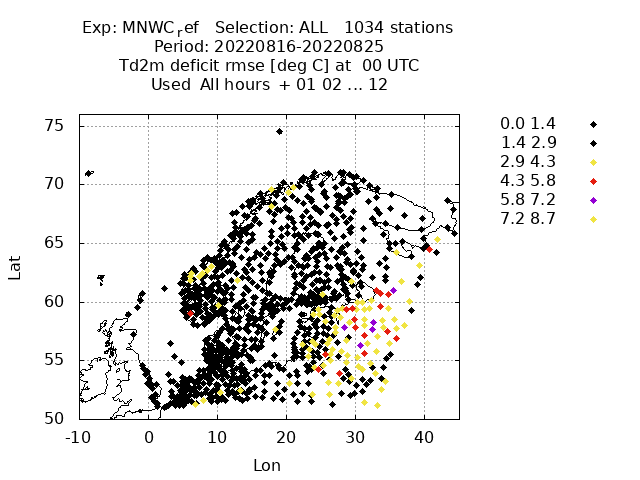 Exp: MNWC_ref   Selection: ALL   1034 stations
Period: 20220816-20220825
Td2m deficit rmse [deg C] at  00 UTC
Used  All hours  + 01 02 ... 12
0.0 1.4
1.4 2.9
2.9 4.3
4.3 5.8
5.8 7.2
7.2 8.7
75
70
65
60
55
50
Lat
-10 0 10 20 30 40
Lon